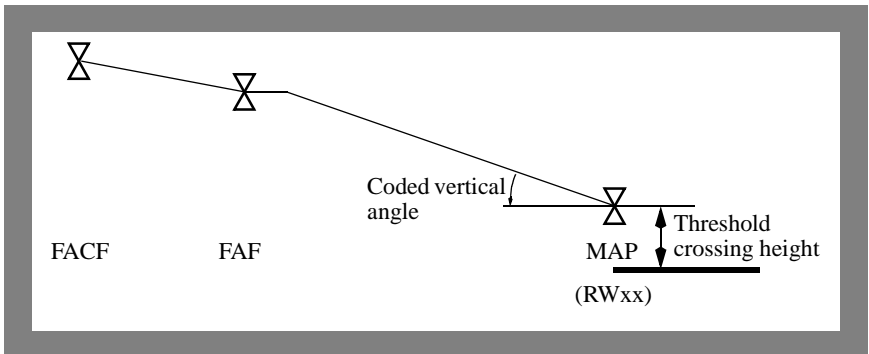 Coded vertical
angle
Threshold
crossing height
FACF
FAF
MAP
(RWxx)